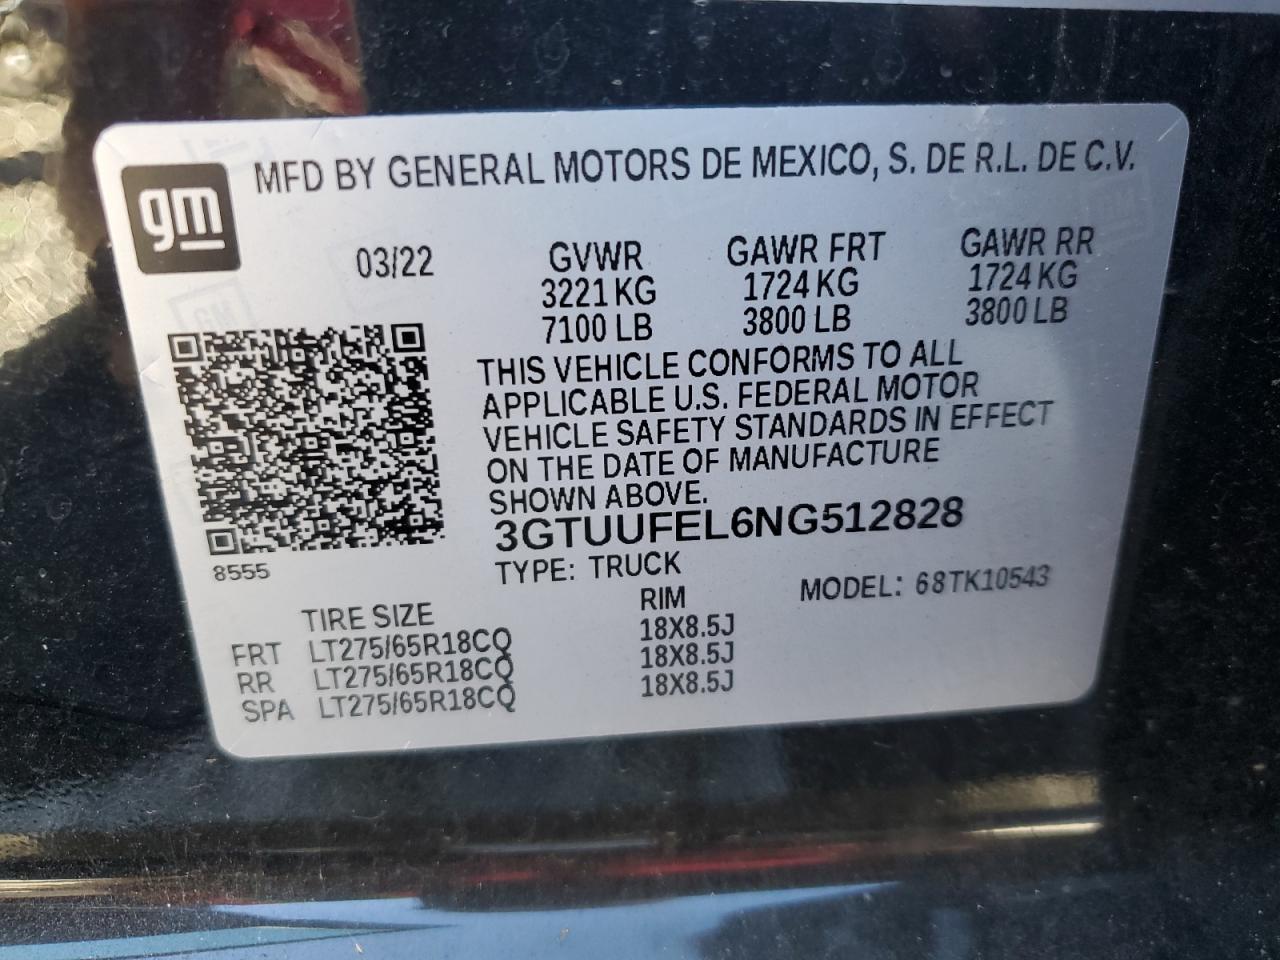 gm
MFD BY GENERAL MOTORS DE MEXICO, S. DE R.L. DE C.V.
03/22 GVWR GAWR FRT GAWR RR
3221 KG 1724 KG 1724 KG
7100 LB 3800 LB 3800 LB
THIS VEHICLE CONFORMS TO ALL
APPLICABLE U.S. FEDERAL MOTOR
VEHICLE SAFETY STANDARDS IN EFFECT
ON THE DATE OF MANUFACTURE
SHOWN ABOVE.
3GTUUFEL6NG512828
8555
TYPE: TRUCK MODEL: 68TK10543
TIRE SIZE RIM
FRT LT275/65R18CQ 18X8.5J
RR LT275/65R18CQ 18X8.5J
SPA LT275/65R18CQ 18X8.5J